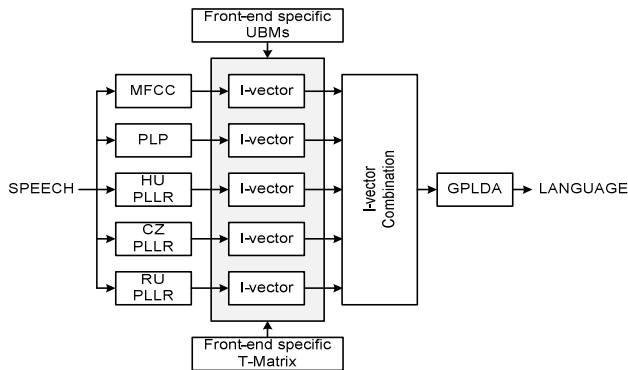 Front-end specific
UBMs
MFCC
I-vector
PLP
I-vector
SPEECH
HU
PLLR
I-vector
I-vector
Combination
GPLDA
LANGUAGE
CZ
PLLR
I-vector
RU
PLLR
I-vector
Front-end specific
T-Matrix